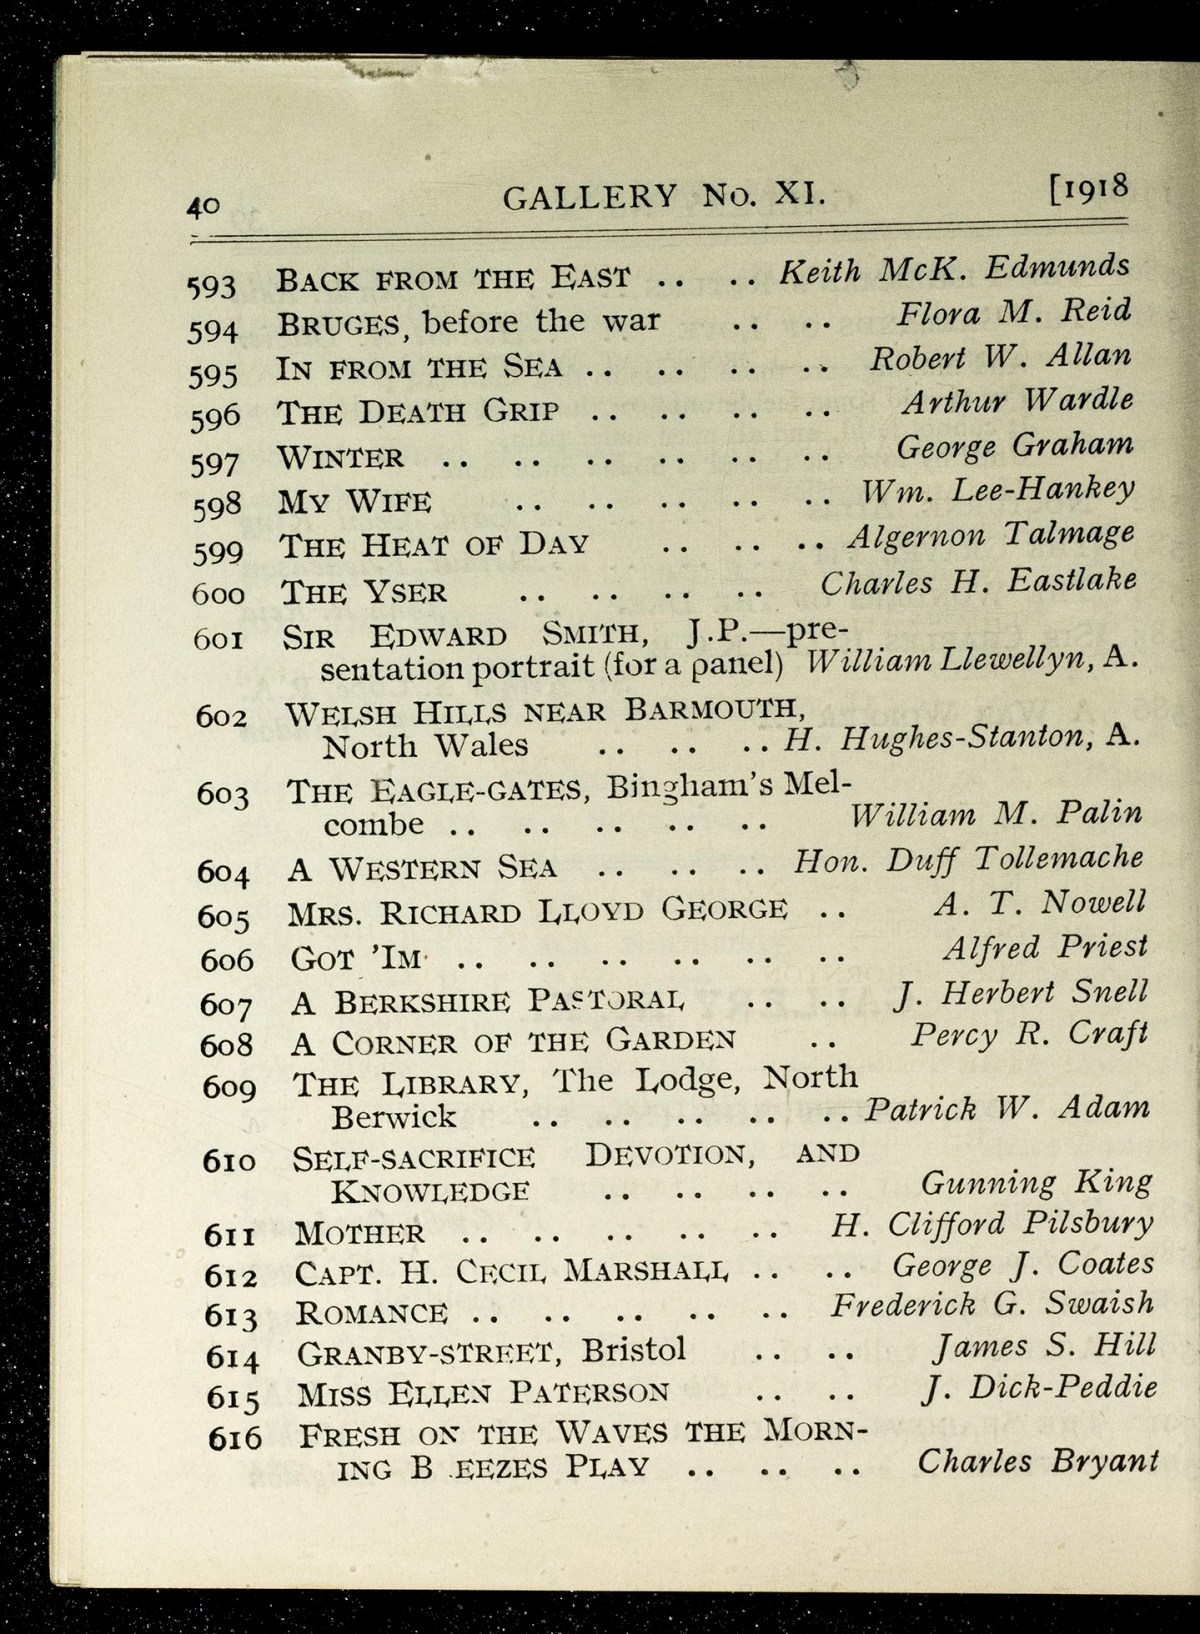 40 GALLERY No. XI. [1918
593 BACK FROM THE EAST .. .. Keith McK. Edmunds
594 BRUGES, before the war .. .. Flora M. Reid
595 IN FROM THE SEA .. .. .. .. Robert W. Allan
596 THE DEATH GRIP .. .. .. .. Arthur Wardle
597 WINTER .. .. .. .. .. .. George Graham
598 MY WIFE .. .. .. .. .. Wm. Lee-Hankey
599 THE HEAT OF DAY .. .. .. Algernon Talmage
600 THE YSER .. .. .. .. Charles H. Eastlake
601 SIR EDWARD SMITH, J.P.—pre-
sentation portrait (for a panel) William Llewellyn, A.
602 WELSH HILLS NEAR BARMOUTH,
North Wales .. .. .. H. Hughes-Stanton, A.
603 THE EAGLE-GATES, Bingham's Mel-
combe .. .. .. .. .. William M. Palin
604 A WESTERN SEA .. .. .. Hon. Duff Tollemache
605 MRS. RICHARD LLOYD GEORGE .. A. T. Nowell
606 GOT 'IM .. .. .. .. .. .. Alfred Priest
607 A BERKSHIRE PASTORAL .. .. J. Herbert Snell
608 A CORNER OF THE GARDEN .. Percy R. Craft
609 THE LIBRARY, The Lodge, North
Berwick .. .. .. .. .. Patrick W. Adam
610 SELF-SACRIFICE DEVOTION, AND
KNOWLEDGE .. .. .. .. Gunning King
611 MOTHER .. .. .. .. .. H. Clifford Pilsbury
612 CAPT. H. CECIL MARSHALL .. .. George J. Coates
613 ROMANCE .. .. .. .. .. Frederick G. Swaish
614 GRANBY-STREET, Bristol .. .. James S. Hill
615 MISS ELLEN PATERSON .. .. J. Dick-Peddie
616 FRESH ON THE WAVES THE MORN-
ING B EEZES PLAY .. .. .. Charles Bryant